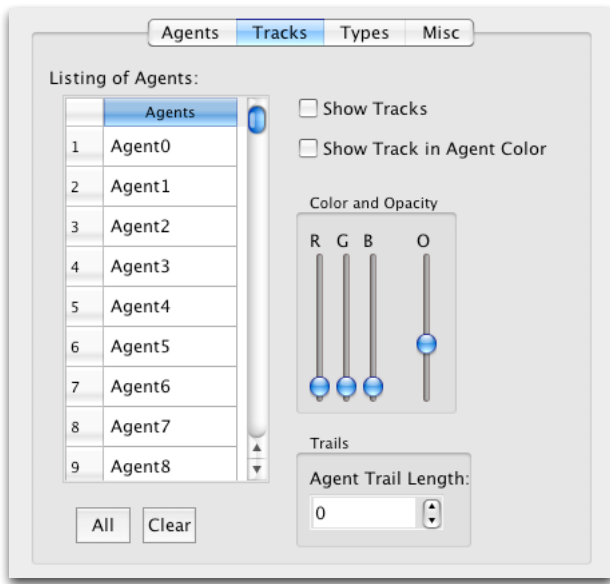 Agents Tracks Types Misc
Listing of Agents:
Agents
1 Agent0
2 Agent1
3 Agent2
4 Agent3
5 Agent4
6 Agent5
7 Agent6
8 Agent7
9 Agent8
All Clear
Show Tracks
Show Track in Agent Color
Color and Opacity
R G B O
Trails
Agent Trail Length:
0